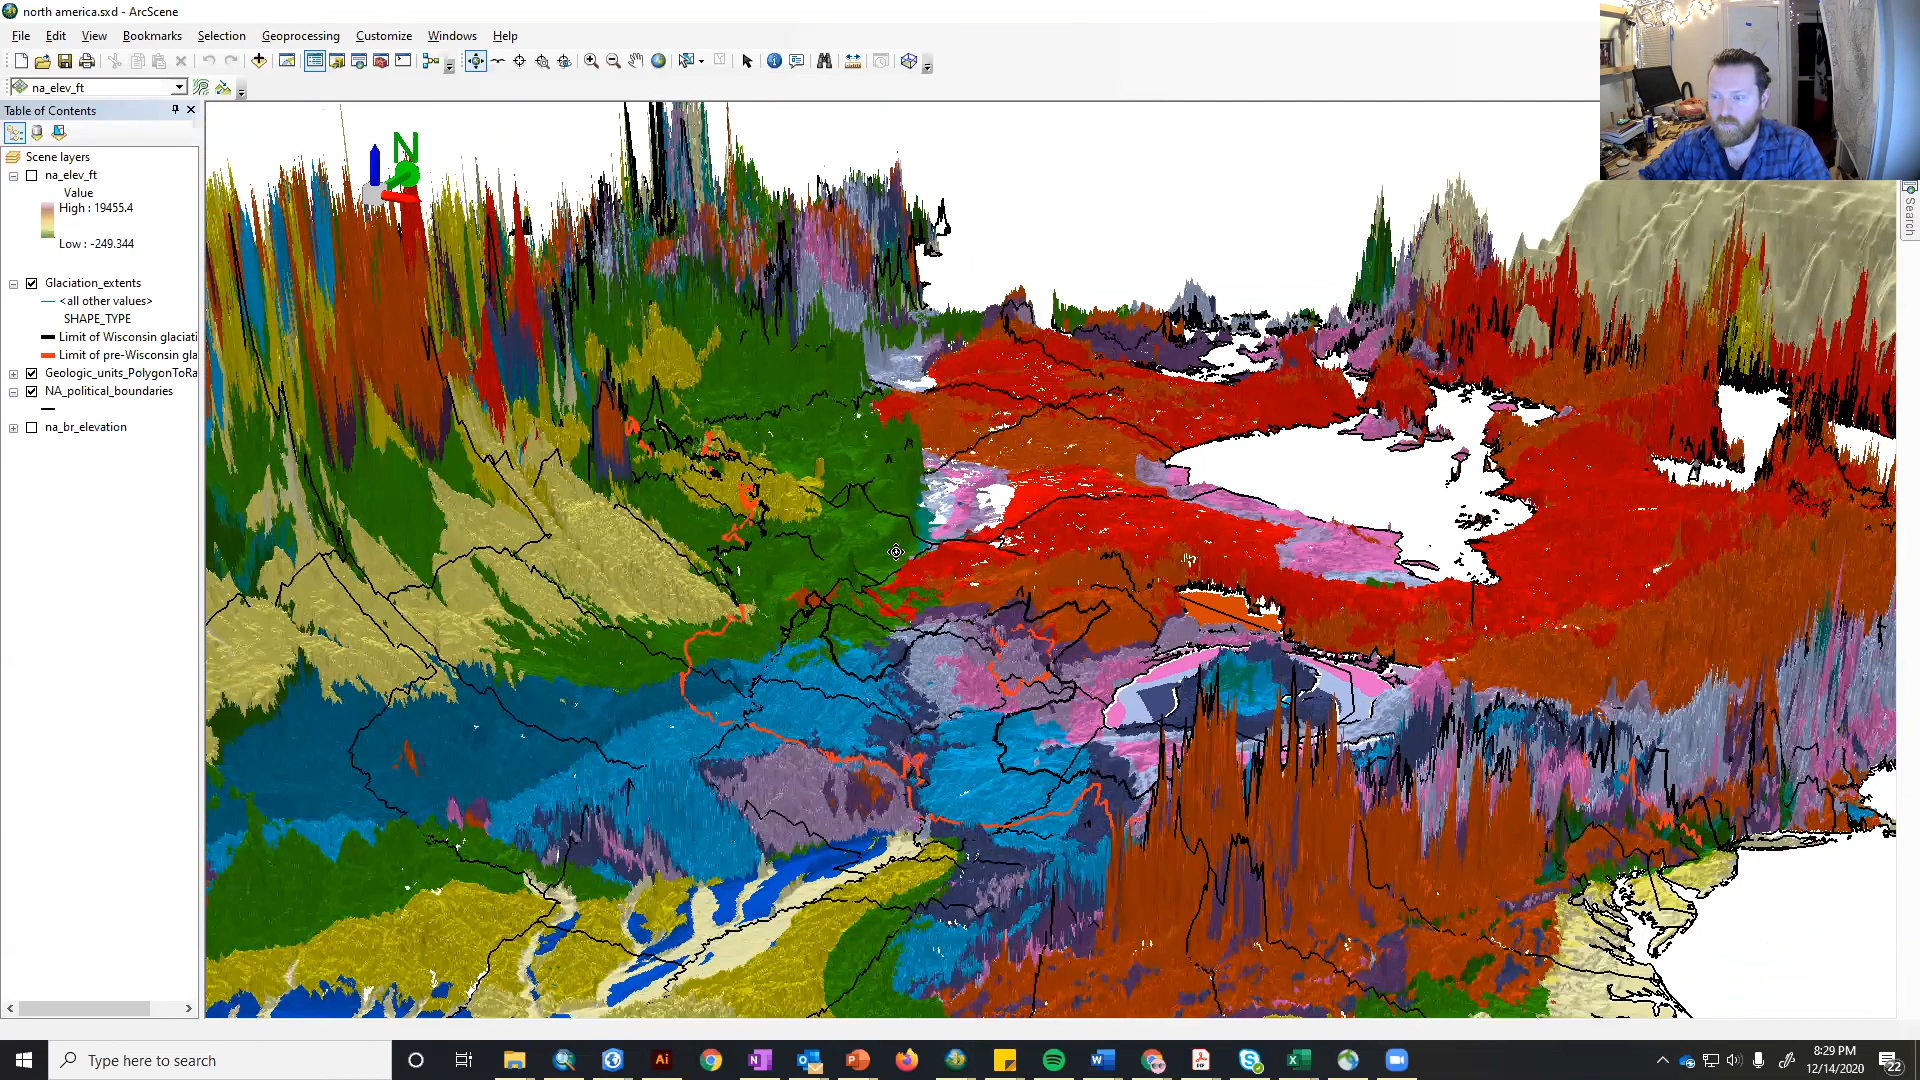 north america.sxd - ArcScene
File Edit View Bookmarks Selection Geoprocessing Customize Windows Help
na_elev_ft
Table of Contents
Scene layers
na_elev_ft
Value
High : 19455.4
Low : -249.344
Glaciation_extents
<all other values>
SHAPE_TYPE
Limit of Wisconsin glaciati
Limit of pre-Wisconsin gla
Geologic_units_PolygonToRa
NA_political_boundaries
na_br_elevation
N
Search
Type here to search
Ai
8:29 PM
12/14/2020
22